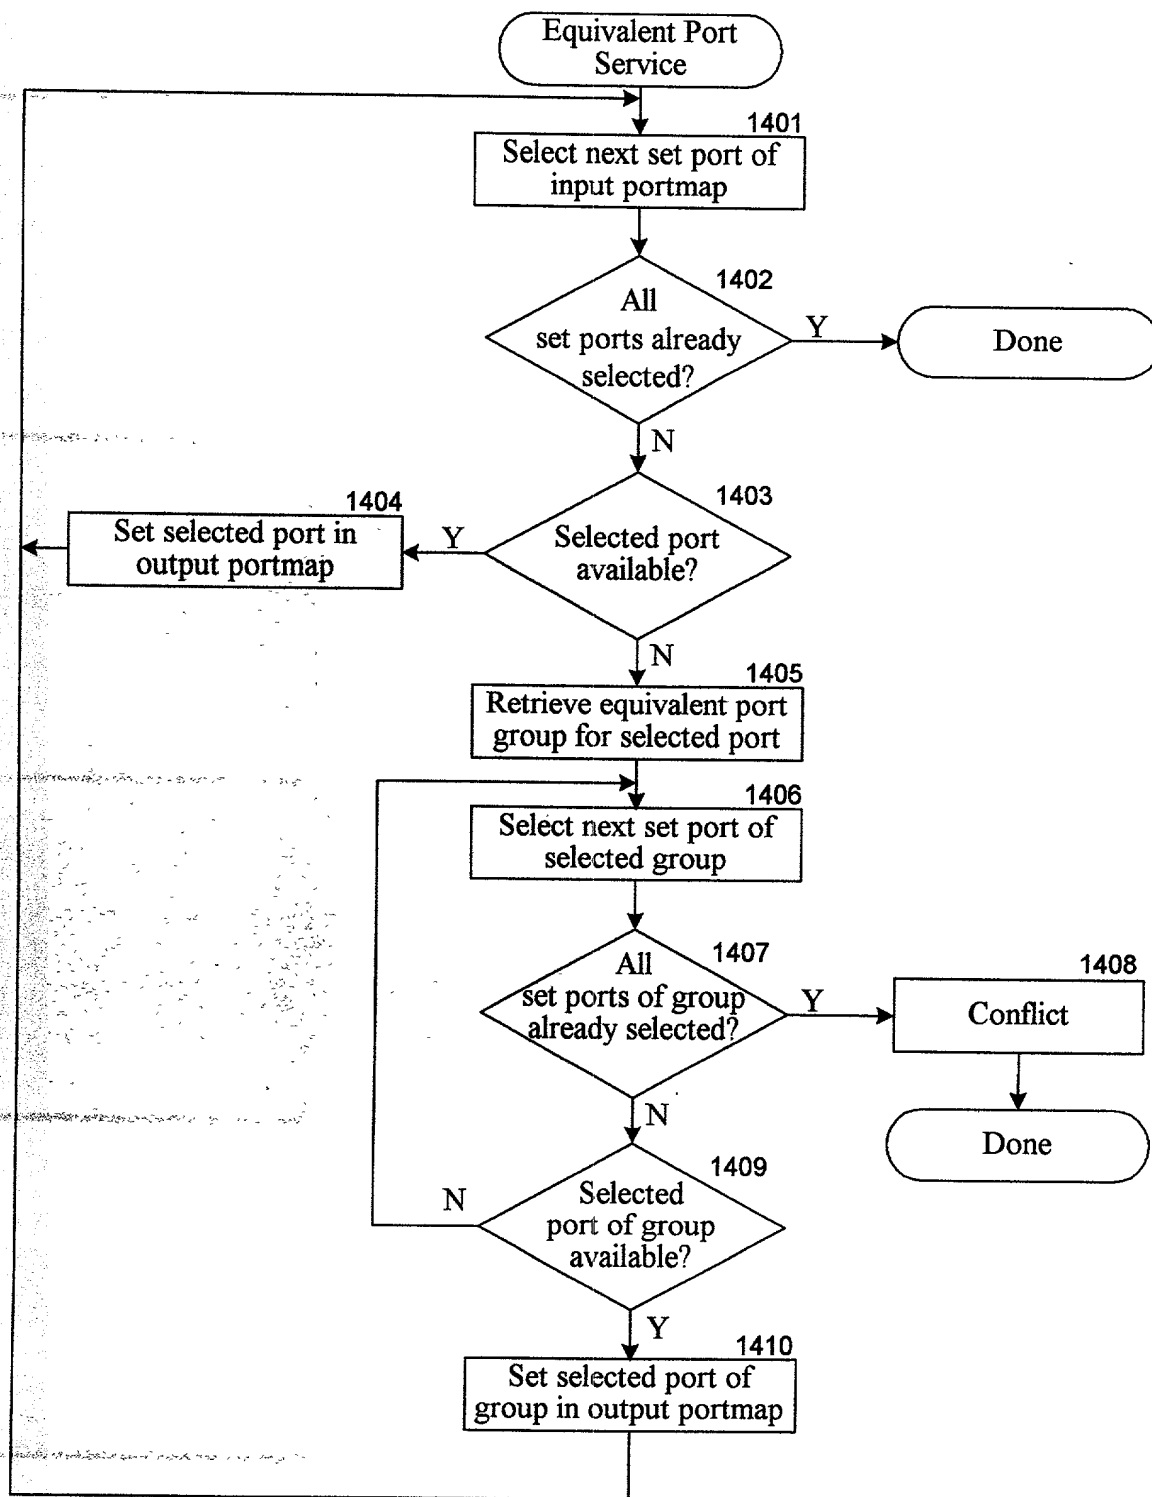 Equivalent Port
Service
1401
Select next set port of
input portmap
1402
All
set ports already
selected?
Y
Done
N
1403
Selected port
available?
Y
1404
Set selected port in
output portmap
N
1405
Retrieve equivalent port
group for selected port
1406
Select next set port of
selected group
1407
All
set ports of group
already selected?
Y
1408
Conflict
Done
N
1409
Selected
port of group
available?
N
Y
1410
Set selected port of
group in output portmap